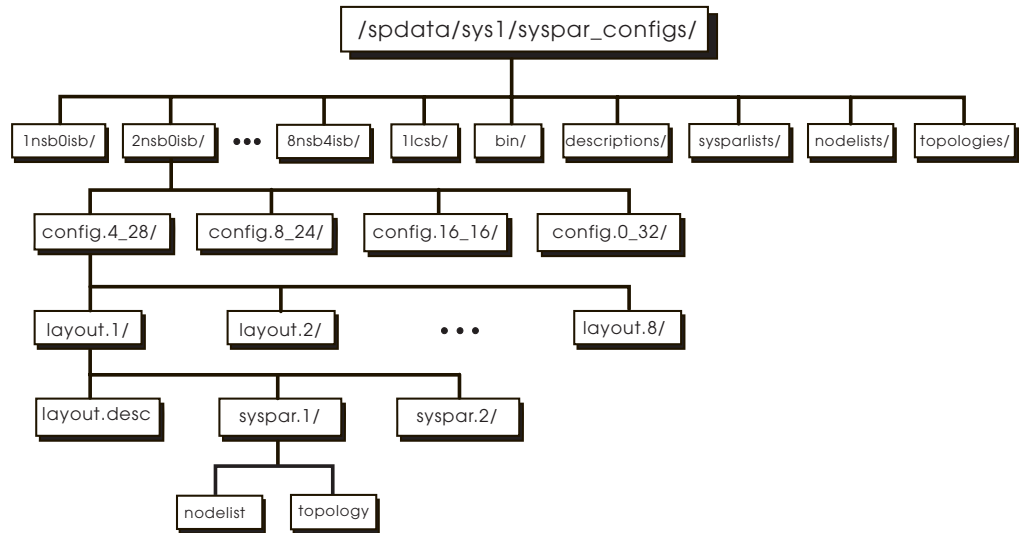 /spdata/sys1/syspar_configs/
1nsb0isb/
2nsb0isb/
•••
8nsb4isb/
1lcsb/
bin/
descriptions/
sysparlists/
nodelists/
topologies/
config.4_28/
config.8_24/
config.16_16/
config.0_32/
layout.1/
layout.2/
•••
layout.8/
layout.desc
syspar.1/
syspar.2/
nodelist
topology